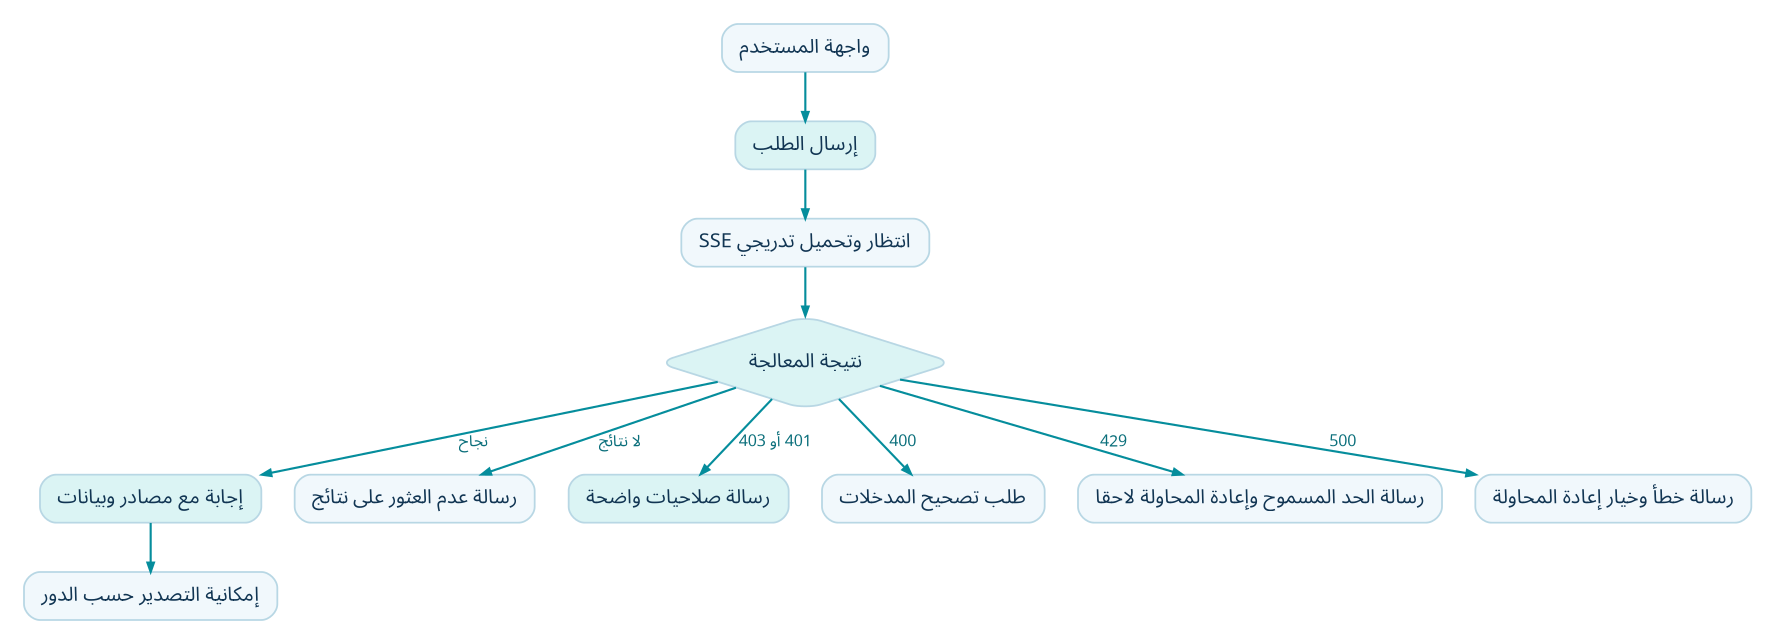 واجهة المستخدم
إرسال الطلب
انتظار وتحميل تدريجي SSE
نتيجة المعالجة
500
429
400
401 أو 403
لا نتائج
نجاح
رسالة خطأ وخيار إعادة المحاولة
رسالة الحد المسموح وإعادة المحاولة لاحقا
طلب تصحيح المدخلات
رسالة صلاحيات واضحة
رسالة عدم العثور على نتائج
إجابة مع مصادر وبيانات
إمكانية التصدير حسب الدور